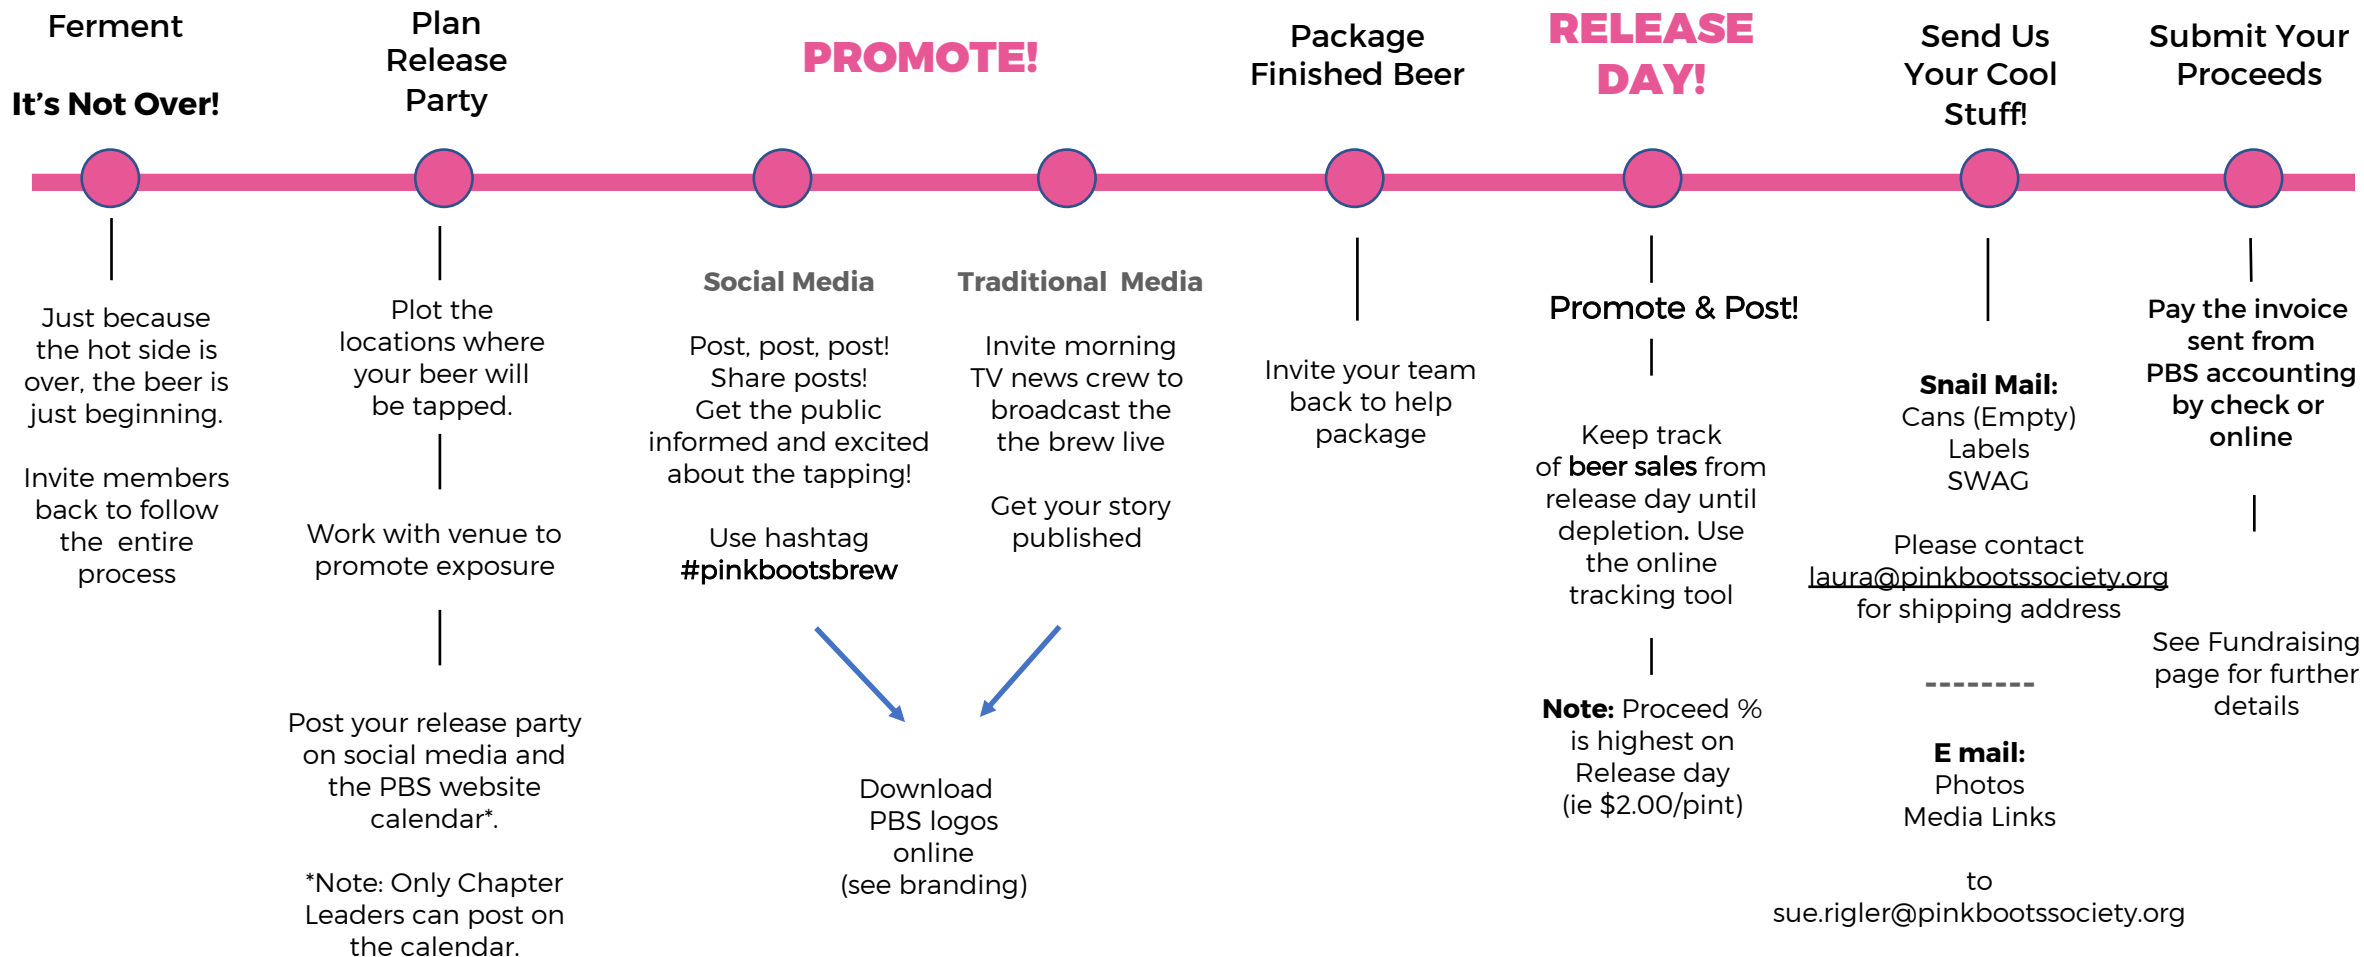 Ferment
It's Not Over!
Just because
the hot side is
over, the beer is
just beginning.
Invite members
back to follow
the entire
process
Plan
Release
Party
Plot the
locations where
your beer will
be tapped.
Work with venue to
promote exposure
Post your release party
on social media and
the PBS website
calendar*.
*Note: Only Chapter
Leaders can post on
the calendar.
PROMOTE!
Social Media
Post, post, post!
Share posts!
Get the public
informed and excited
about the tapping!
Use hashtag
#pinkbootsbrew
Traditional Media
Invite morning
TV news crew to
broadcast the
the brew live
Get your story
published
Download
PBS logos
online
(see branding)
Package
Finished Beer
Invite your team
back to help
package
RELEASE
DAY!
Promote & Post!
Keep track
of beer sales from
release day until
depletion. Use
the online
tracking tool
Note: Proceed %
is highest on
Release day
(ie $2.00/pint)
Send Us
Your Cool
Stuff!
Snail Mail:
Cans (Empty)
Labels
SWAG
Please contact
laura@pinkbootssociety.org
for shipping address
--------
E mail:
Photos
Media Links
to
sue.rigler@pinkbootssociety.org
Submit Your
Proceeds
Pay the invoice
sent from
PBS accounting
by check or
online
See Fundraising
page for further
details